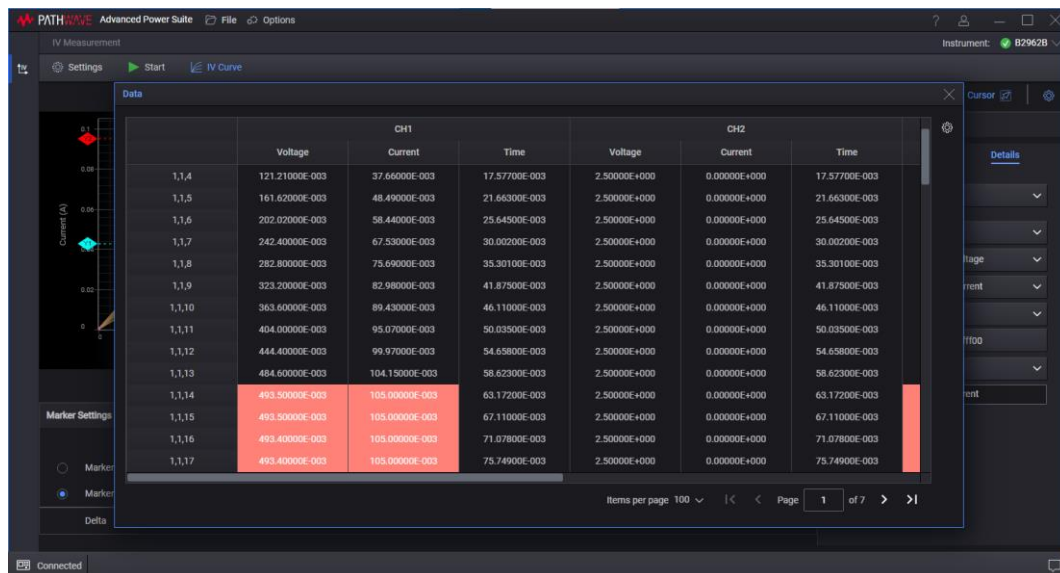 PATHWAVE Advanced Power Suite File Options ?
IV Measurement Instrument: B2962B
Settings Start IV Curve
Data Cursor
CH1 CH2
Voltage Current Time Voltage Current Time Details
1,1,4 121.21000E-003 37.66000E-003 17.57700E-003 2.50000E+000 0.00000E+000 17.57700E-003
1,1,5 161.62000E-003 48.49000E-003 21.66300E-003 2.50000E+000 0.00000E+000 21.66300E-003
1,1,6 202.02000E-003 58.44000E-003 25.64500E-003 2.50000E+000 0.00000E+000 25.64500E-003
1,1,7 242.40000E-003 67.53000E-003 30.00200E-003 2.50000E+000 0.00000E+000 30.00200E-003
1,1,8 282.80000E-003 75.69000E-003 35.30100E-003 2.50000E+000 0.00000E+000 35.30100E-003 ltage
1,1,9 323.20000E-003 82.98000E-003 41.87500E-003 2.50000E+000 0.00000E+000 41.87500E-003 rrent
1,1,10 363.60000E-003 89.43000E-003 46.11000E-003 2.50000E+000 0.00000E+000 46.11000E-003
1,1,11 404.00000E-003 95.07000E-003 50.03500E-003 2.50000E+000 0.00000E+000 50.03500E-003 fff00
1,1,12 444.40000E-003 99.97000E-003 54.65800E-003 2.50000E+000 0.00000E+000 54.65800E-003
1,1,13 484.60000E-003 104.15000E-003 58.62300E-003 2.50000E+000 0.00000E+000 58.62300E-003
1,1,14 493.50000E-003 105.00000E-003 63.17200E-003 2.50000E+000 0.00000E+000 63.17200E-003 rent
1,1,15 493.50000E-003 105.00000E-003 67.11000E-003 2.50000E+000 0.00000E+000 67.11000E-003
1,1,16 493.40000E-003 105.00000E-003 71.07800E-003 2.50000E+000 0.00000E+000 71.07800E-003
1,1,17 493.40000E-003 105.00000E-003 75.74900E-003 2.50000E+000 0.00000E+000 75.74900E-003
Current (A)
0.1
0.08
0.06
0.02
0
0
Marker Settings
Marker
Marker
Delta
Items per page 100 Page 1 of 7
Connected